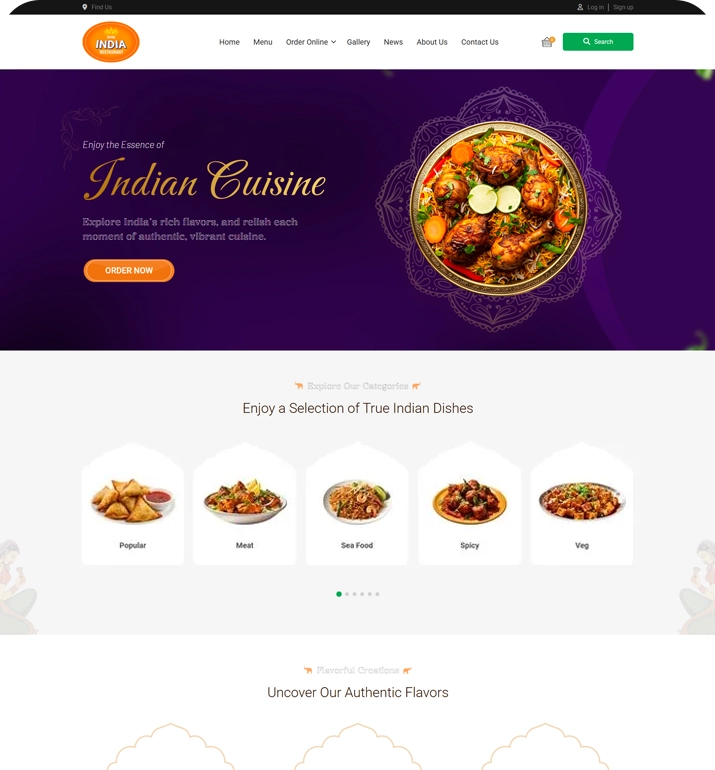 Find Us
Log in | Sign up
INDIA
RESTAURANT
Home Menu Order Online Gallery News About Us Contact Us
Search
Enjoy the Essence of
Indian Cuisine
Explore India's rich flavors, and relish each
moment of authentic, vibrant cuisine.
ORDER NOW
Explore Our Categories
Enjoy a Selection of True Indian Dishes
Popular Meat Sea Food Spicy Veg
Flavorful Creations
Uncover Our Authentic Flavors